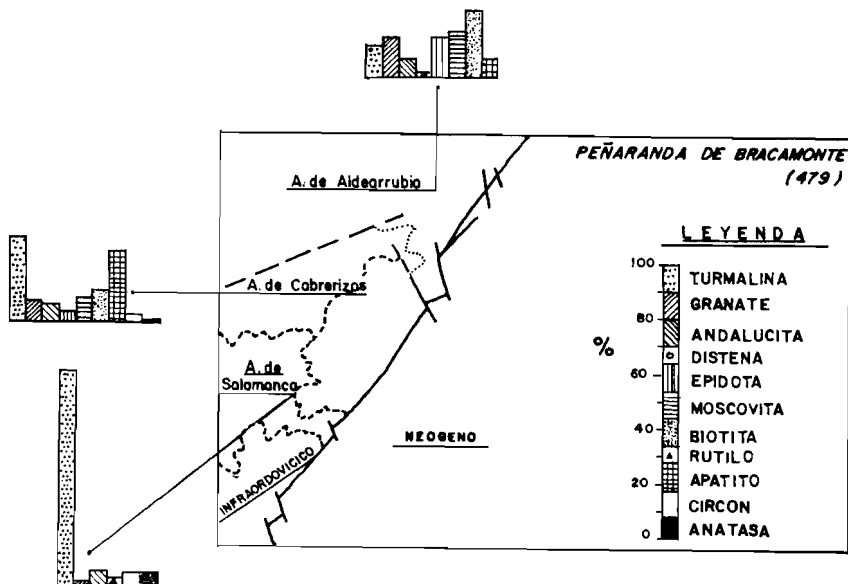 PEÑARANDA DE BRACAMONTE
(479)
A. de Aldearrubia
A. de Cabrerizos
A. de
Salamanca
INFRAORDOVICICO
NEOGENO
LEYENDA
%
100
80
60
40
20
0
TURMALINA
GRANATE
ANDALUCITA
DISTENA
EPIDOTA
MOSCOVITA
BIOTITA
RUTILO
APATITO
CIRCON
ANATASA